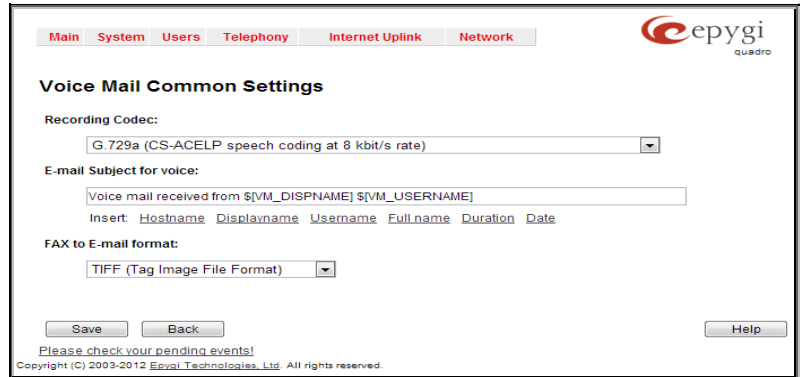 Main System Users Telephony Internet Uplink Network
epygi
quadro
Voice Mail Common Settings
Recording Codec:
G.729a (CS-ACELP speech coding at 8 kbit/s rate)
E-mail Subject for voice:
Voice mail received from $[VM_DISPNAME] $[VM_USERNAME]
Insert: Hostname Displayname Username Full name Duration Date
FAX to E-mail format:
TIFF (Tag Image File Format)
Save Back Help
Please check your pending events!
Copyright (C) 2003-2012 Epygi Technologies, Ltd. All rights reserved.